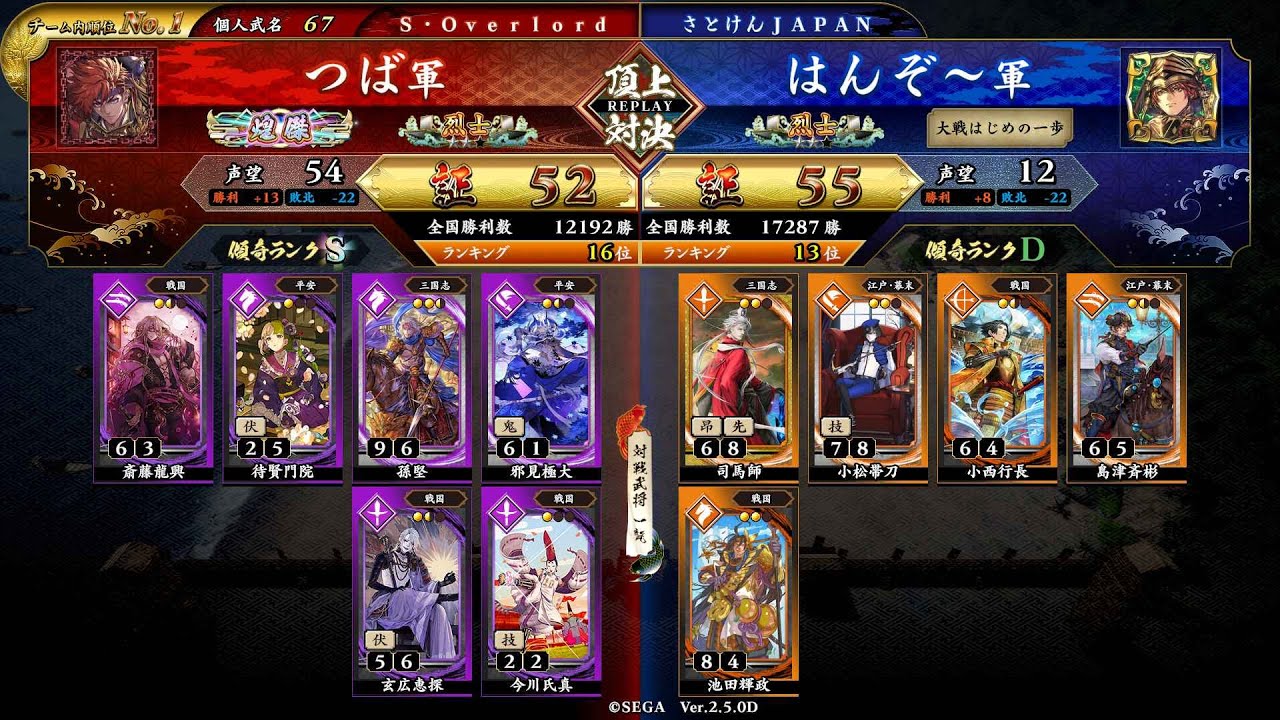 チーム内順位 No.1
個人武名 67
S・Overlord
さとけんJAPAN
つば軍
頂上
REPLAY
対決
はんぞ～軍
煌傑
烈士
烈士
大戦はじめの一歩
声望 54
勝利 +13 敗北 -22
証 52
証 55
声望 12
勝利 +8 敗北 -22
全国勝利数 12192勝
全国勝利数 17287勝
傾奇ランクS
ランキング 16位
ランキング 13位
傾奇ランクD
戦国
平安
三国志
平安
三国志
江戸・幕末
戦国
江戸・幕末
伏
鬼
昴 先
技
6 3
2 5
9 6
6 1
6 8
7 8
6 4
6 5
斎藤龍興
待賢門院
孫堅
邪見極大
司馬師
小松帯刀
小西行長
島津斉彬
対戦武将一覧
戦国
戦国
戦国
伏
技
5 6
2 2
8 4
玄広恵探
今川氏真
池田輝政
©SEGA Ver.2.5.0D